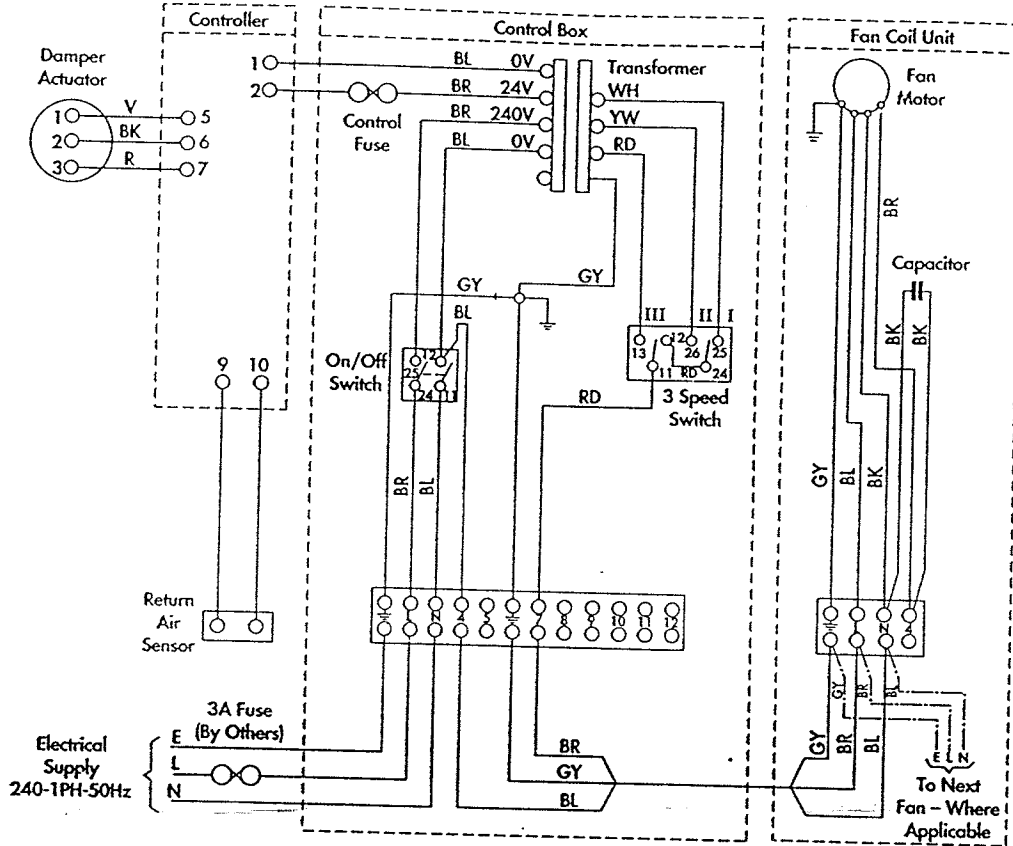 Controller
Control Box
Fan Coil Unit
Damper
Actuator
1
2
3
V
BK
R
5
6
7
1
2
BL
BR
BR
BL
0V
24V
240V
0V
Control
Fuse
Transformer
WH
YW
RD
Fan
Motor
BR
Capacitor
BK
BK
GY
GY
BL
III
II
I
13
12
26
25
11
RD
24
3 Speed
Switch
RD
On/Off
Switch
12
25
24
11
9
10
BR
BL
GY
BL
BK
Return
Air
Sensor
L
N
4
5
7
8
9
10
11
12
N
4
3A Fuse
(By Others)
Electrical
Supply
240-1PH-50Hz
E
L
N
BR
GY
BL
GY
BR
BL
GY
BR
BL
E L N
To Next
Fan – Where
Applicable